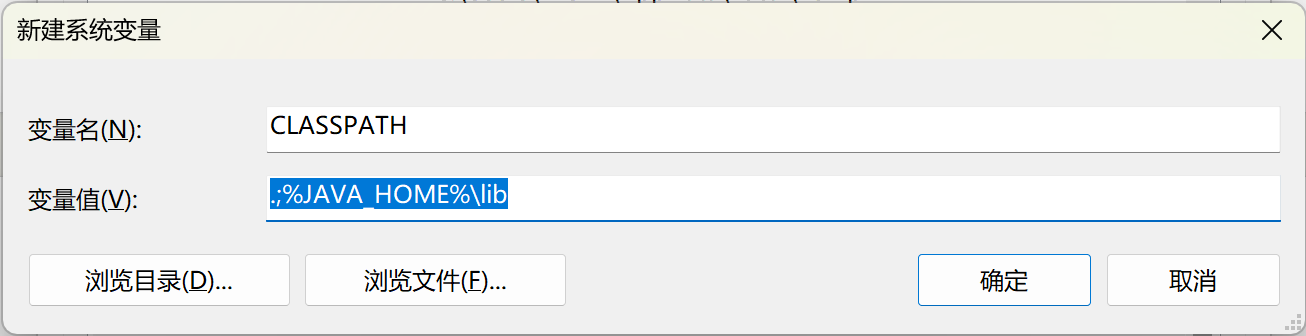 新建系统变量
变量名(N):
CLASSPATH
变量值(V):
.;%JAVA_HOME%\lib
浏览目录(D)...
浏览文件(F)...
确定
取消